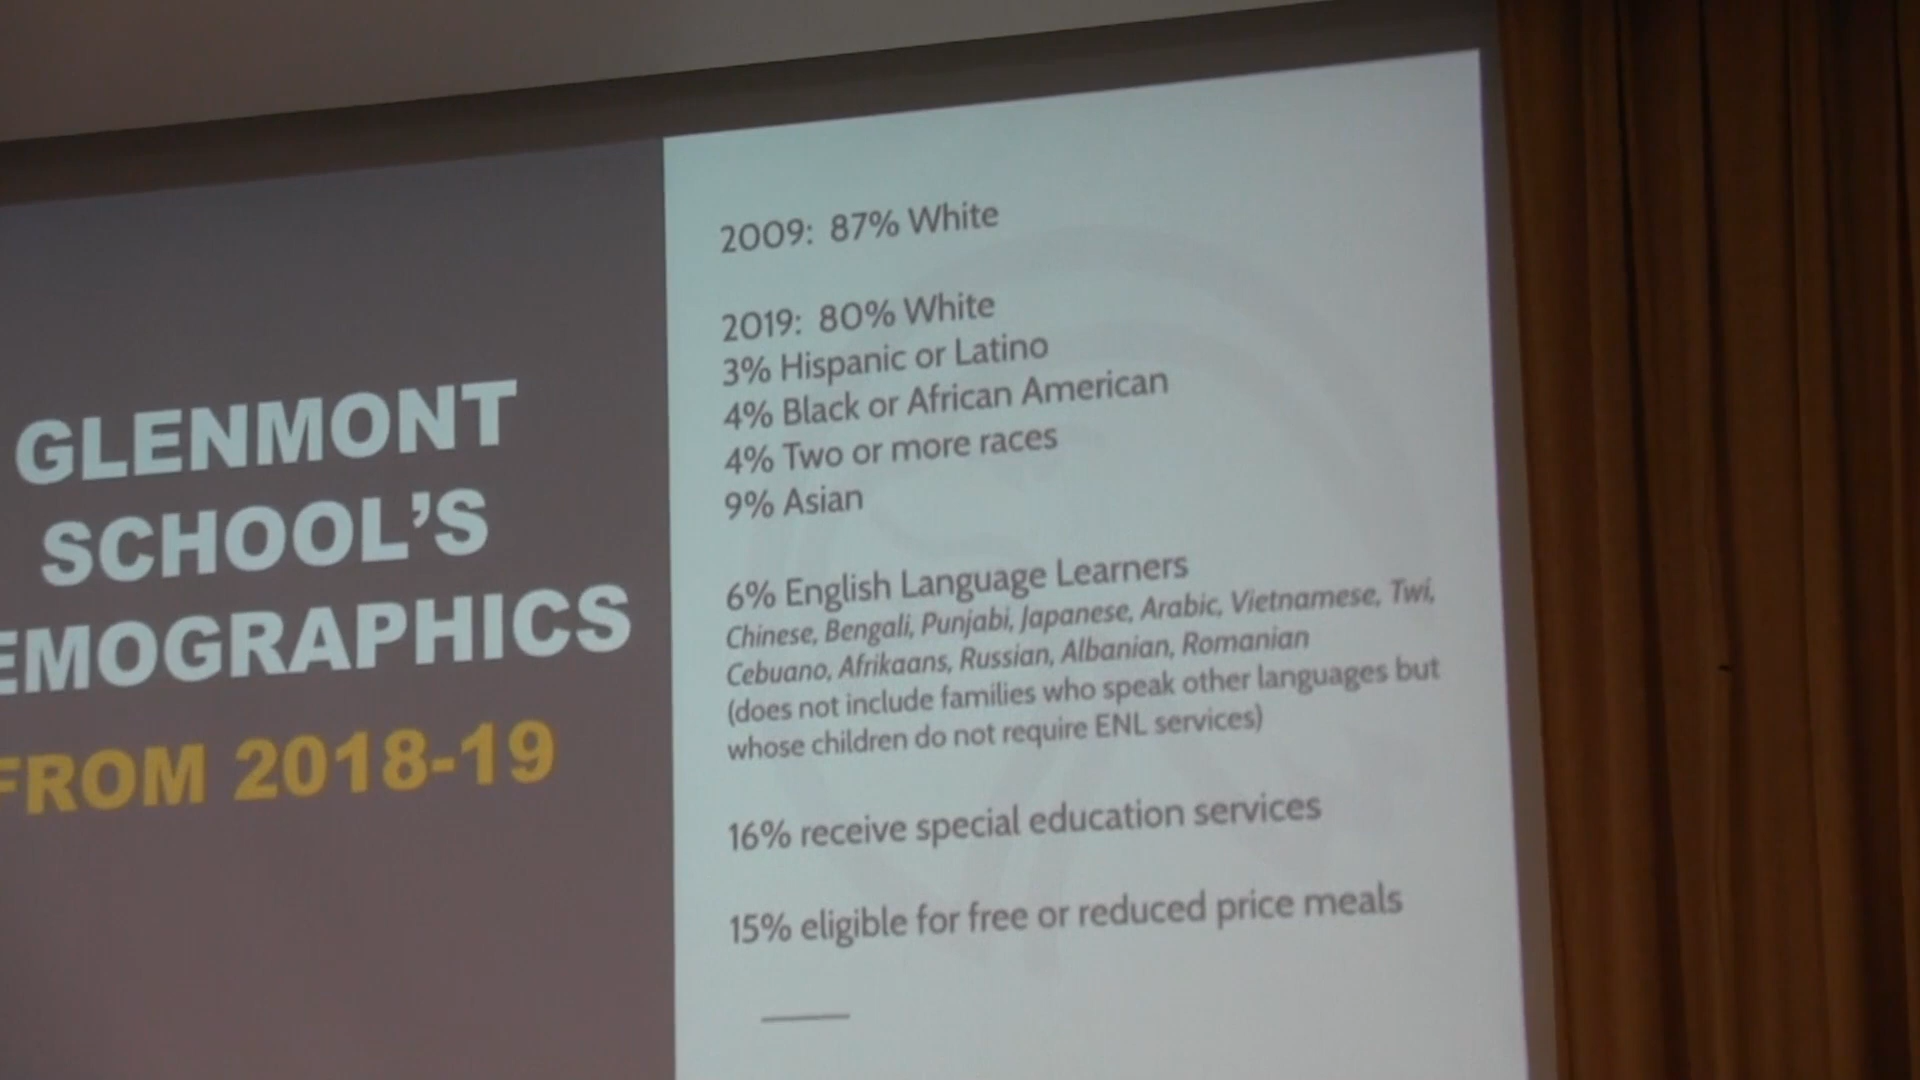 GLENMONT
SCHOOL'S
EMOGRAPHICS
FROM 2018-19
2009: 87% White
2019: 80% White
3% Hispanic or Latino
4% Black or African American
4% Two or more races
9% Asian
6% English Language Learners
Chinese, Bengali, Punjabi, Japanese, Arabic, Vietnamese, Twi,
Cebuano, Afrikaans, Russian, Albanian, Romanian
(does not include families who speak other languages but
whose children do not require ENL services)
16% receive special education services
15% eligible for free or reduced price meals